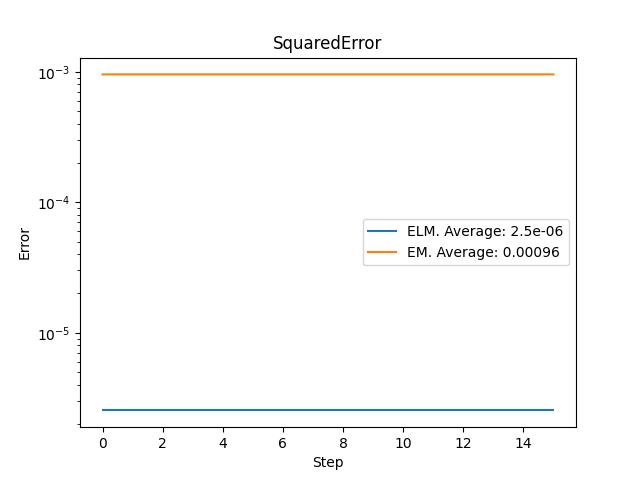 SquaredError
Error
10⁻³
10⁻⁴
10⁻⁵
ELM. Average: 2.5e-06
EM. Average: 0.00096
0 2 4 6 8 10 12 14
Step